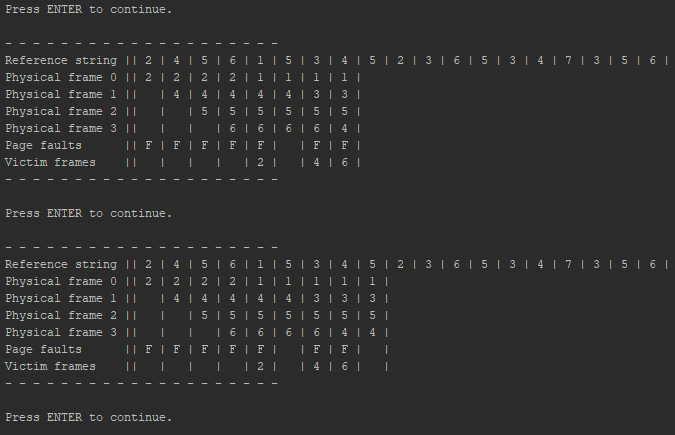 Press ENTER to continue.
- - - - - - - - - - - - - - - - - - - -
Reference string || 2 | 4 | 5 | 6 | 1 | 5 | 3 | 4 | 5 | 2 | 3 | 6 | 5 | 3 | 4 | 7 | 3 | 5 | 6 |
Physical frame 0 || 2 | 2 | 2 | 2 | 1 | 1 | 1 | 1 |
Physical frame 1 ||   | 4 | 4 | 4 | 4 | 4 | 3 | 3 |
Physical frame 2 ||   |   | 5 | 5 | 5 | 5 | 5 | 5 |
Physical frame 3 ||   |   |   | 6 | 6 | 6 | 6 | 4 |
Page faults      || F | F | F | F | F |   | F | F |
Victim frames    ||   |   |   |   | 2 |   | 4 | 6 |
- - - - - - - - - - - - - - - - - - - -
Press ENTER to continue.
- - - - - - - - - - - - - - - - - - - -
Reference string || 2 | 4 | 5 | 6 | 1 | 5 | 3 | 4 | 5 | 2 | 3 | 6 | 5 | 3 | 4 | 7 | 3 | 5 | 6 |
Physical frame 0 || 2 | 2 | 2 | 2 | 1 | 1 | 1 | 1 | 1 |
Physical frame 1 ||   | 4 | 4 | 4 | 4 | 4 | 3 | 3 | 3 |
Physical frame 2 ||   |   | 5 | 5 | 5 | 5 | 5 | 5 | 5 |
Physical frame 3 ||   |   |   | 6 | 6 | 6 | 6 | 4 | 4 |
Page faults      || F | F | F | F | F |   | F | F |   |
Victim frames    ||   |   |   |   | 2 |   | 4 | 6 |   |
- - - - - - - - - - - - - - - - - - - -
Press ENTER to continue.